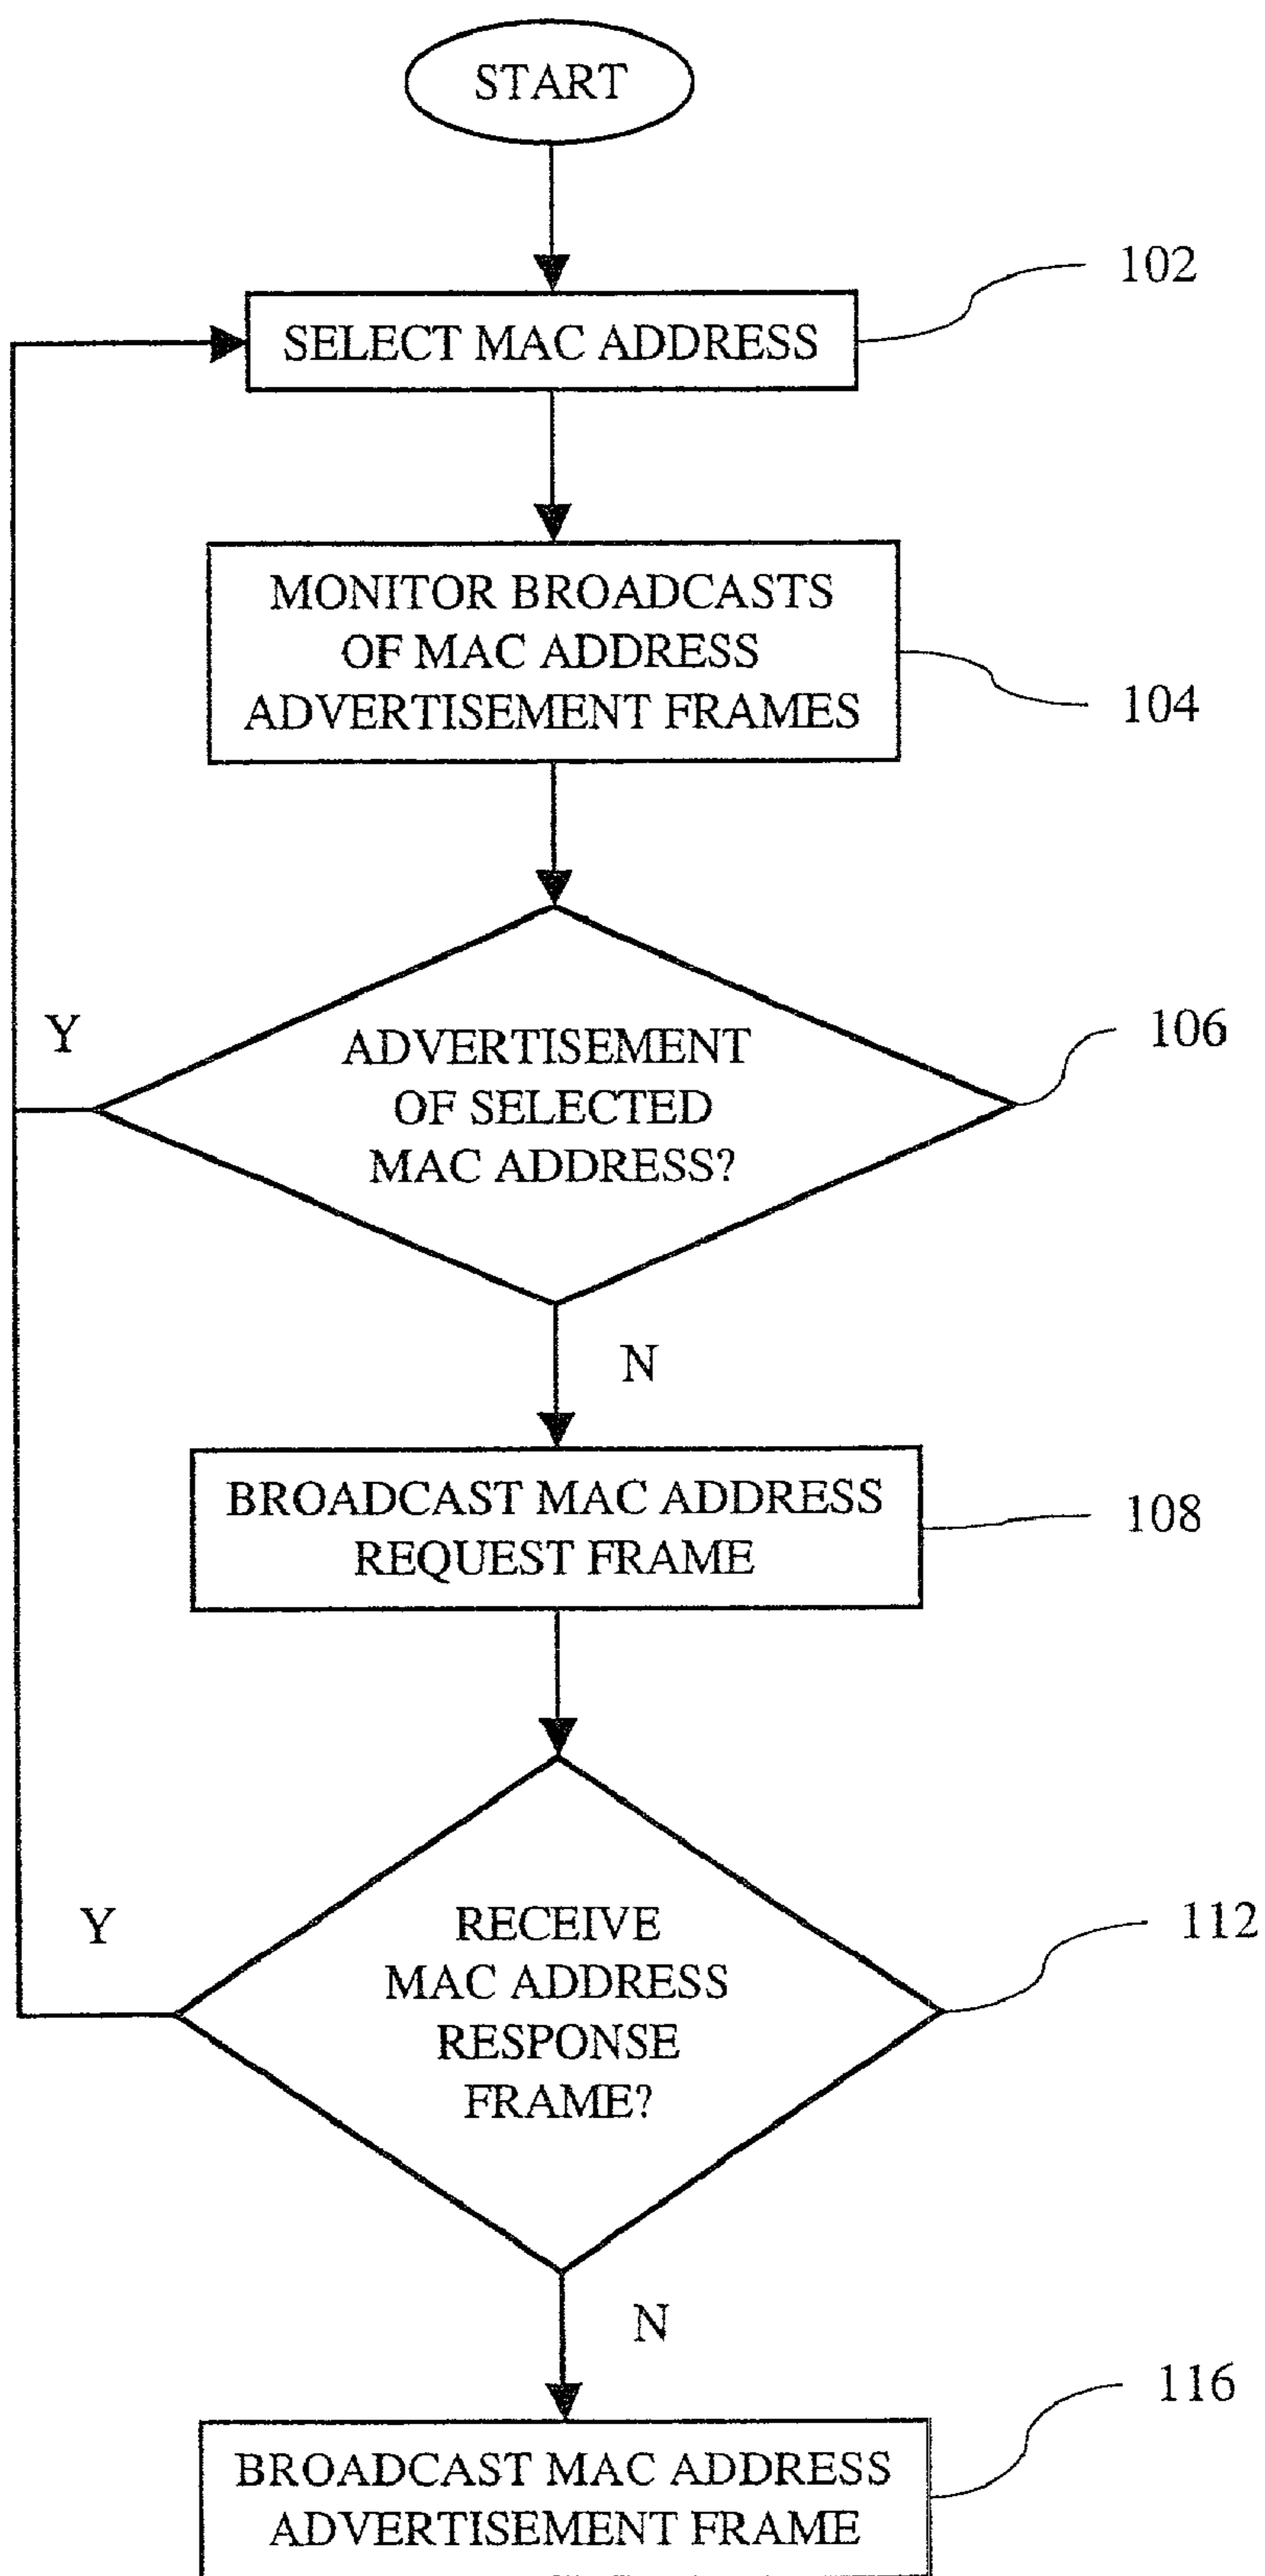 START
102
SELECT MAC ADDRESS
MONITOR BROADCASTS
OF MAC ADDRESS
ADVERTISEMENT FRAMES
104
Y
106
ADVERTISEMENT
OF SELECTED
MAC ADDRESS?
N
BROADCAST MAC ADDRESS
REQUEST FRAME
108
Y
112
RECEIVE
MAC ADDRESS
RESPONSE
FRAME?
N
116
BROADCAST MAC ADDRESS
ADVERTISEMENT FRAME